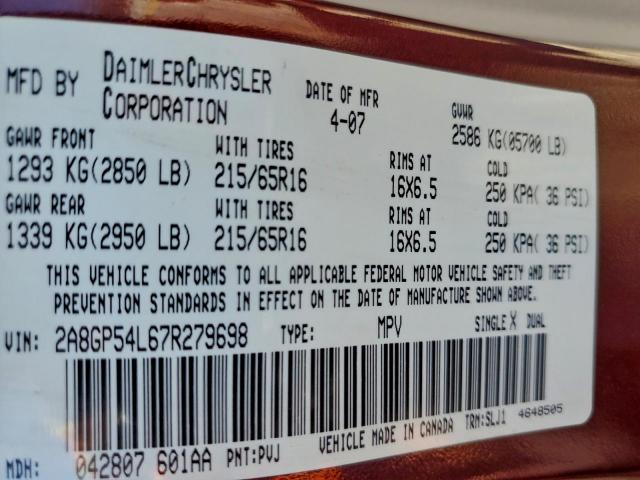 MFD BY DAIMLERCHRYSLER CORPORATION DATE OF MFR 4-07 GVWR 2586 KG(05700 LB)
GAWR FRONT WITH TIRES RIMS AT COLD
1293 KG(2850 LB) 215/65R16 16X6.5 250 KPA( 36 PSI)
GAWR REAR WITH TIRES RIMS AT COLD
1339 KG(2950 LB) 215/65R16 16X6.5 250 KPA( 36 PSI)
THIS VEHICLE CONFORMS TO ALL APPLICABLE FEDERAL MOTOR VEHICLE SAFETY AND THEFT
PREVENTION STANDARDS IN EFFECT ON THE DATE OF MANUFACTURE SHOWN ABOVE.
VIN: 2A8GP54L67R279698 TYPE: MPV SINGLE X DUAL
MDH: 042807 601AA PNT:PVJ VEHICLE MADE IN CANADA TRM:SLJ1 4648505